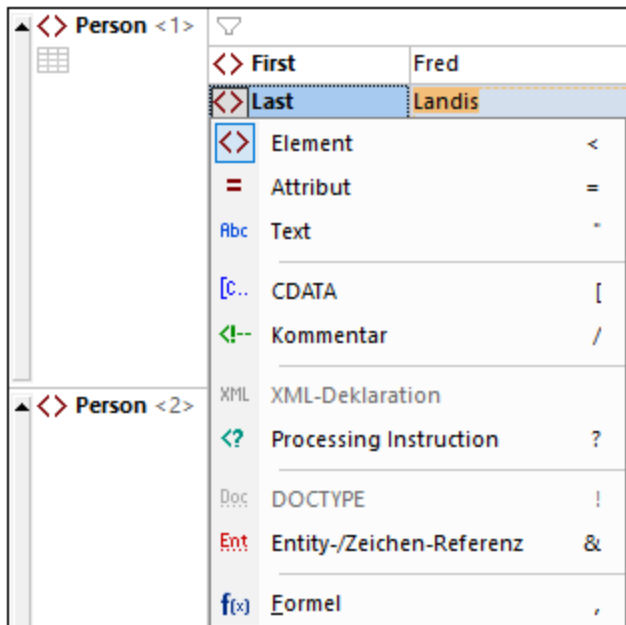 Person <1>
First Fred
Last Landis
Element <
Attribut =
Abc Text "
[C.. CDATA [
<!-- Kommentar /
XML XML-Deklaration
<? Processing Instruction ?
Person <2>
Doc DOCTYPE !
Ent Entity-/Zeichen-Referenz &
f(x) Formel ,